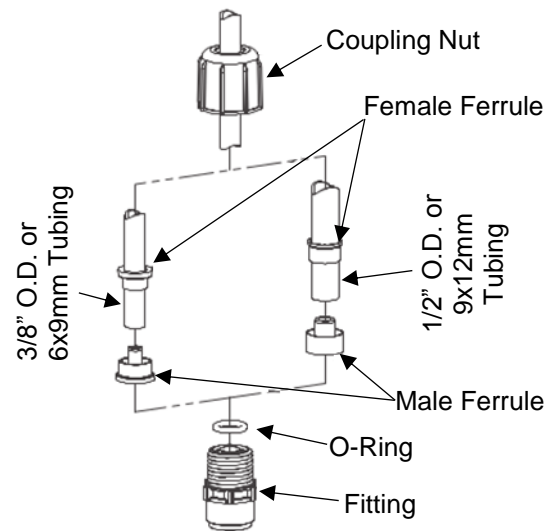 Coupling Nut
Female Ferrule
3/8” O.D. or
6x9mm Tubing
1/2” O.D. or
9x12mm
Tubing
Male Ferrule
O-Ring
Fitting